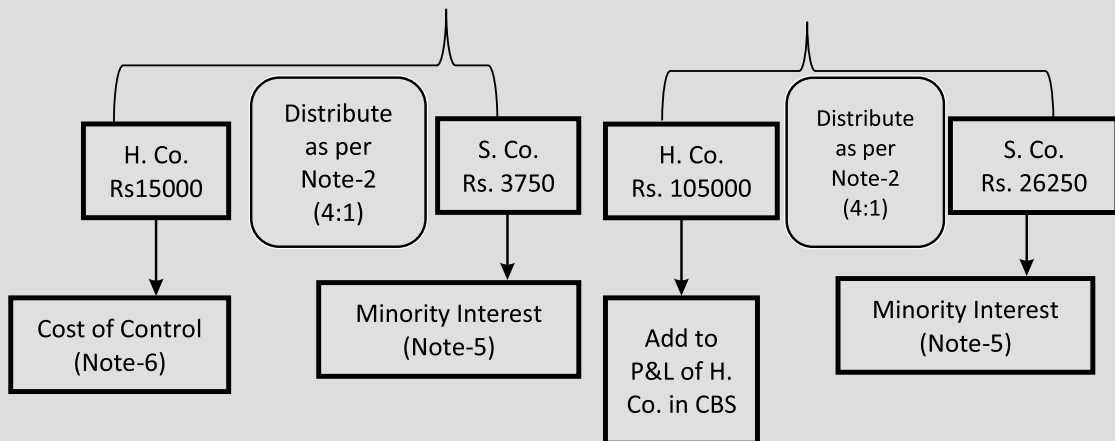 H. Co.
Rs15000
Distribute
as per
Note-2
(4:1)
S. Co.
Rs. 3750
H. Co.
Rs. 105000
Distribute
as per
Note-2
(4:1)
S. Co.
Rs. 26250
Cost of Control
(Note-6)
Minority Interest
(Note-5)
Add to
P&L of H.
Co. in CBS
Minority Interest
(Note-5)